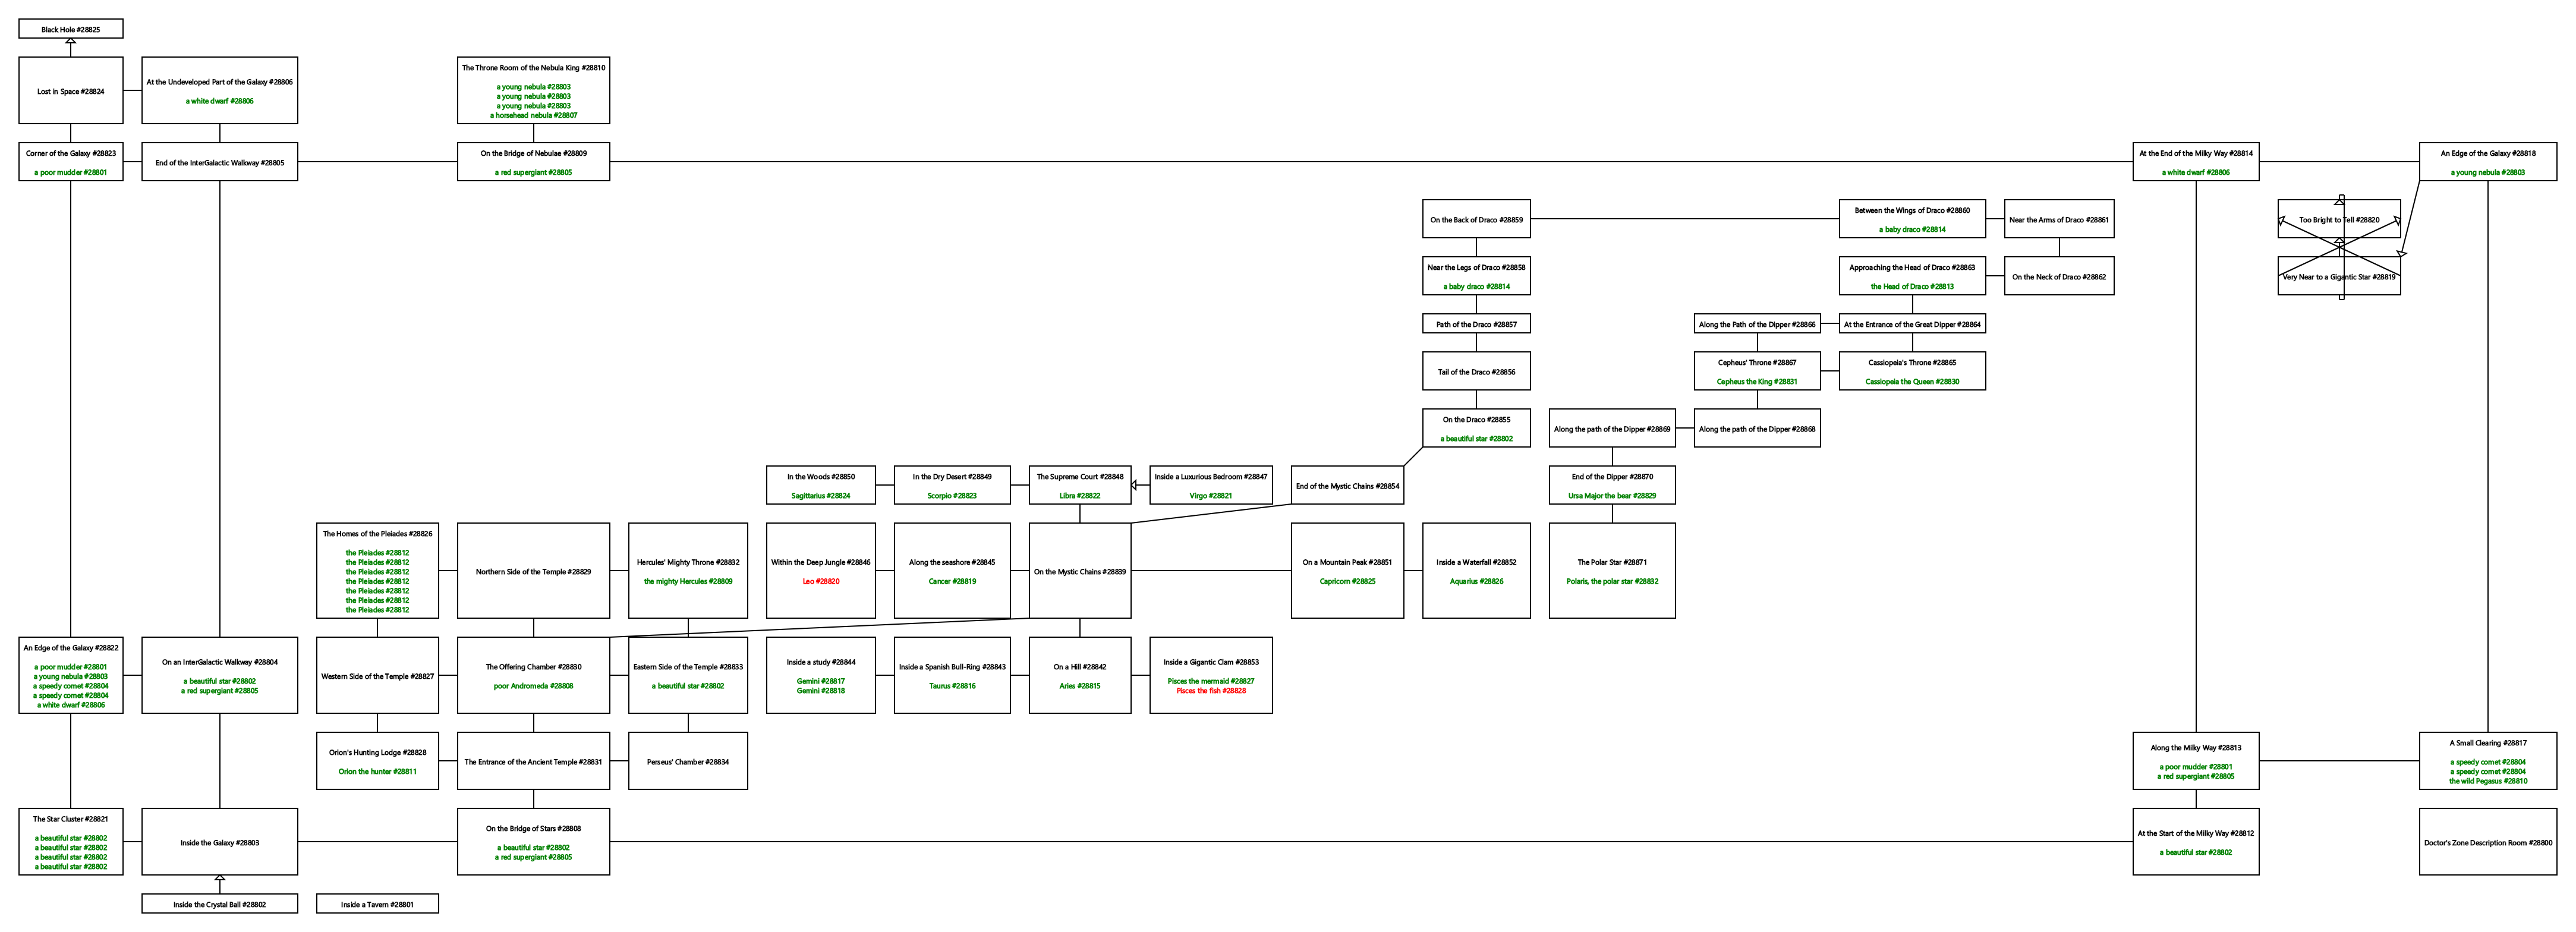 Black Hole #28825
Lost in Space #28824
At the Undeveloped Part of the Galaxy #28806
a white dwarf #28806
The Throne Room of the Nebula King #28810
a young nebula #28803
a young nebula #28803
a young nebula #28803
a horsehead nebula #28807
Corner of the Galaxy #28823
a poor mudder #28801
End of the InterGalactic Walkway #28805
On the Bridge of Nebulae #28809
a red supergiant #28805
At the End of the Milky Way #28814
a white dwarf #28806
An Edge of the Galaxy #28818
a young nebula #28803
On the Back of Draco #28859
Between the Wings of Draco #28860
a baby draco #28814
Near the Arms of Draco #28861
Too Bright to Tell #28820
Near the Legs of Draco #28858
a baby draco #28814
Approaching the Head of Draco #28863
the Head of Draco #28813
On the Neck of Draco #28862
Very Near to a Gigantic Star #28819
Path of the Draco #28857
Along the Path of the Dipper #28866
At the Entrance of the Great Dipper #28864
Tail of the Draco #28856
Cepheus' Throne #28867
Cepheus the King #28831
Cassiopeia's Throne #28865
Cassiopeia the Queen #28830
On the Draco #28855
a beautiful star #28802
Along the path of the Dipper #28869
Along the path of the Dipper #28868
In the Woods #28850
Sagittarius #28824
In the Dry Desert #28849
Scorpio #28823
The Supreme Court #28848
Libra #28822
Inside a Luxurious Bedroom #28847
Virgo #28821
End of the Mystic Chains #28854
End of the Dipper #28870
Ursa Major the bear #28829
The Homes of the Pleiades #28826
the Pleiades #28812
the Pleiades #28812
the Pleiades #28812
the Pleiades #28812
the Pleiades #28812
the Pleiades #28812
the Pleiades #28812
Northern Side of the Temple #28829
Hercules' Mighty Throne #28832
the mighty Hercules #28809
Within the Deep Jungle #28846
Leo #28820
Along the seashore #28845
Cancer #28819
On the Mystic Chains #28839
On a Mountain Peak #28851
Capricorn #28825
Inside a Waterfall #28852
Aquarius #28826
The Polar Star #28871
Polaris, the polar star #28832
An Edge of the Galaxy #28822
a poor mudder #28801
a young nebula #28803
a speedy comet #28804
a speedy comet #28804
a white dwarf #28806
On an InterGalactic Walkway #28804
a beautiful star #28802
a red supergiant #28805
Western Side of the Temple #28827
The Offering Chamber #28830
poor Andromeda #28808
Eastern Side of the Temple #28833
a beautiful star #28802
Inside a study #28844
Gemini #28817
Gemini #28818
Inside a Spanish Bull-Ring #28843
Taurus #28816
On a Hill #28842
Aries #28815
Inside a Gigantic Clam #28853
Pisces the mermaid #28827
Pisces the fish #28828
Orion's Hunting Lodge #28828
Orion the hunter #28811
The Entrance of the Ancient Temple #28831
Perseus' Chamber #28834
Along the Milky Way #28813
a poor mudder #28801
a red supergiant #28805
A Small Clearing #28817
a speedy comet #28804
a speedy comet #28804
the wild Pegasus #28810
The Star Cluster #28821
a beautiful star #28802
a beautiful star #28802
a beautiful star #28802
a beautiful star #28802
Inside the Galaxy #28803
On the Bridge of Stars #28808
a beautiful star #28802
a red supergiant #28805
At the Start of the Milky Way #28812
a beautiful star #28802
Doctor's Zone Description Room #28800
Inside the Crystal Ball #28802
Inside a Tavern #28801